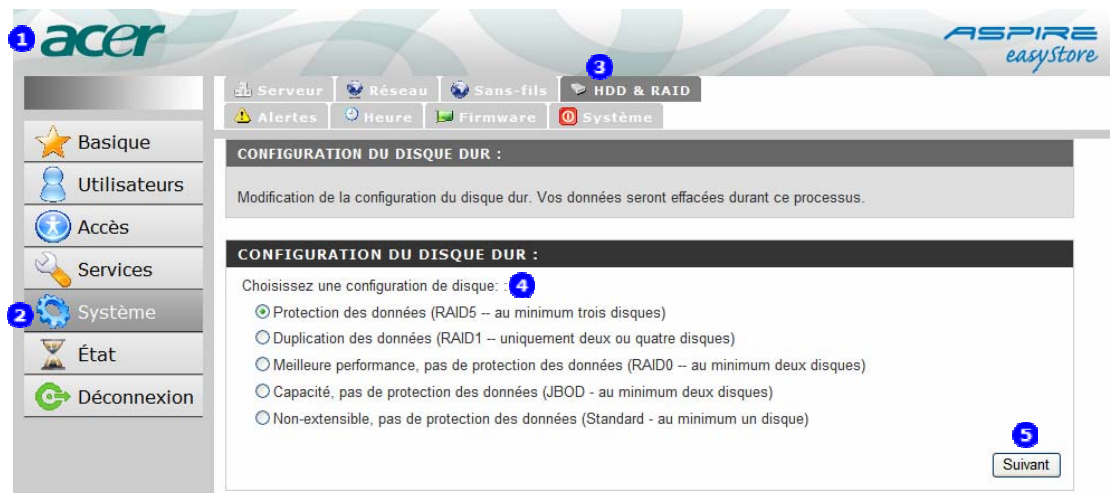 1 acer
ASPIRE
easyStore
3
Serveur Réseau Sans-fils HDD & RAID
Alertes Heure Firmware Système
Basique
Utilisateurs
Accès
Services
2 Système
État
Déconnexion
CONFIGURATION DU DISQUE DUR :
Modification de la configuration du disque dur. Vos données seront effacées durant ce processus.
CONFIGURATION DU DISQUE DUR :
Choisissez une configuration de disque: : 4
Protection des données (RAID5 -- au minimum trois disques)
Duplication des données (RAID1 -- uniquement deux ou quatre disques)
Meilleure performance, pas de protection des données (RAID0 -- au minimum deux disques)
Capacité, pas de protection des données (JBOD - au minimum deux disques)
Non-extensible, pas de protection des données (Standard - au minimum un disque)
5
Suivant